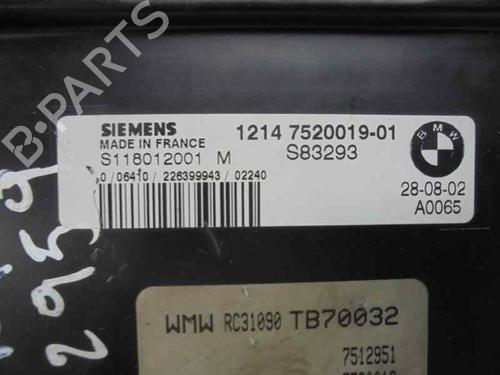 B-PARTS
SIEMENS
MADE IN FRANCE
S118012001 M
1214 7520019-01
S83293
BMW
0/06410/226399943/02240
28-08-02
A0065
295
WMW RC31090 TB70032
7512951